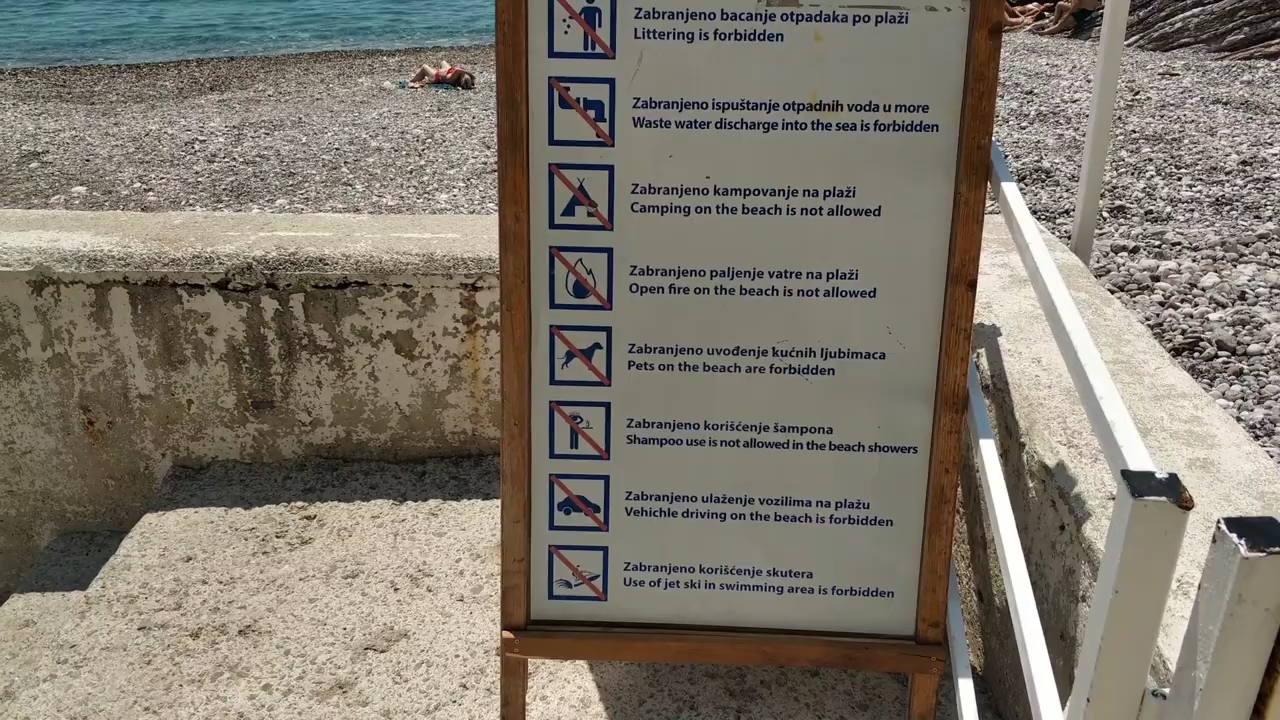 Zabranjeno bacanje otpadaka po plaži
Littering is forbidden
Zabranjeno ispuštanje otpadnih voda u more
Waste water discharge into the sea is forbidden
Zabranjeno kampovanje na plaži
Camping on the beach is not allowed
Zabranjeno paljenje vatre na plaži
Open fire on the beach is not allowed
Zabranjeno uvođenje kućnih ljubimaca
Pets on the beach are forbidden
Zabranjeno korišćenje šampona
Shampoo use is not allowed in the beach showers
Zabranjeno ulaženje vozilima na plažu
Vehichle driving on the beach is forbidden
Zabranjeno korišćenje skutera
Use of jet ski in swimming area is forbidden